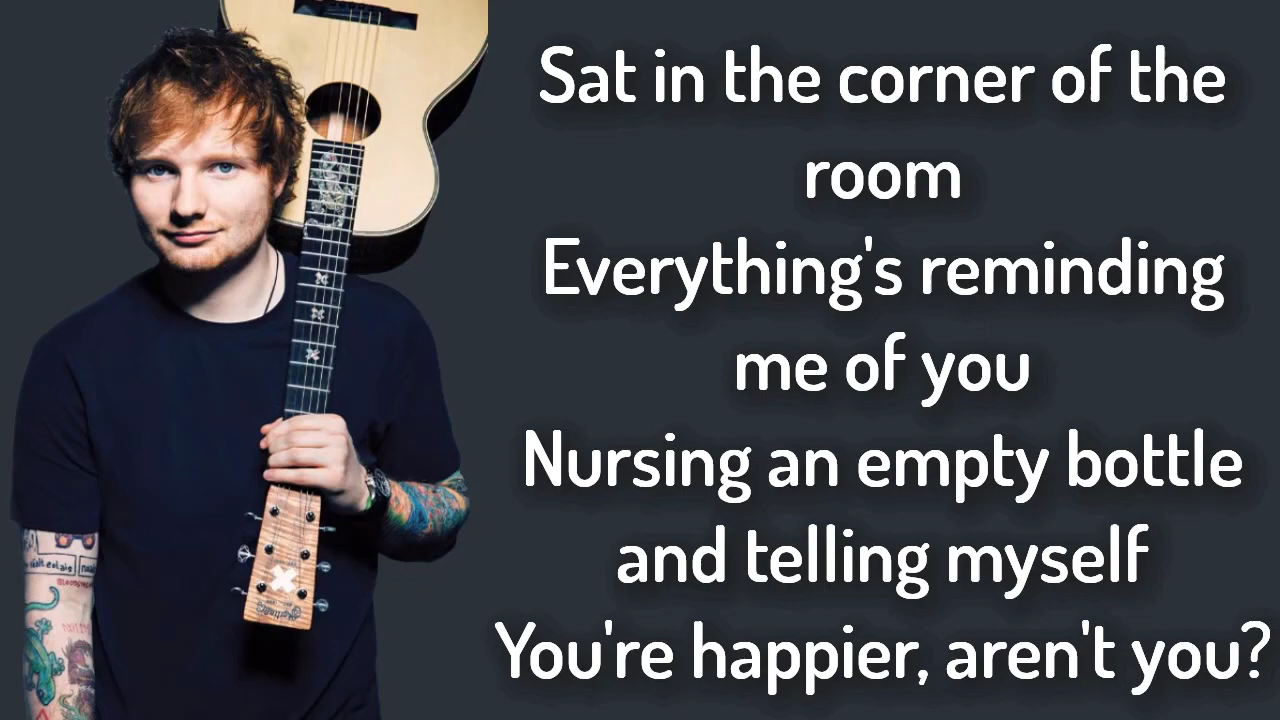 Sat in the corner of the
room
Everything's reminding
me of you
Nursing an empty bottle
and telling myself
You're happier, aren't you?